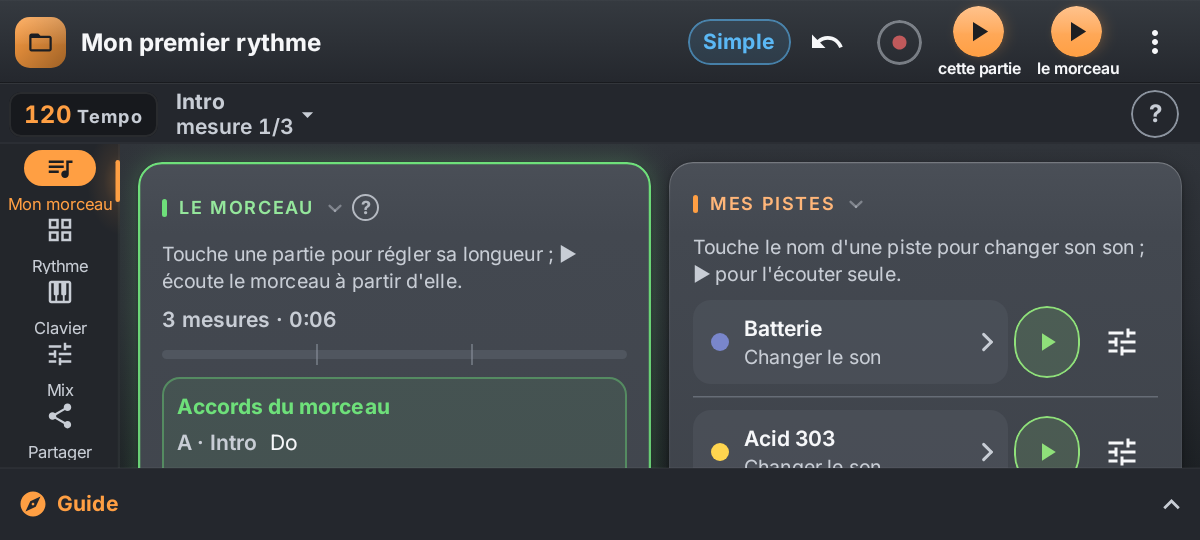 Mon premier rythme
Simple
cette partie
le morceau
120 Tempo
Intro
mesure 1/3
?
Mon morceau
Rythme
Clavier
Mix
Partager
LE MORCEAU
?
Touche une partie pour régler sa longueur ; ▶
écoute le morceau à partir d'elle.
3 mesures · 0:06
Accords du morceau
A · Intro Do
MES PISTES
Touche le nom d'une piste pour changer son son ;
▶ pour l'écouter seule.
Batterie
Changer le son
Acid 303
Changer le son
Guide